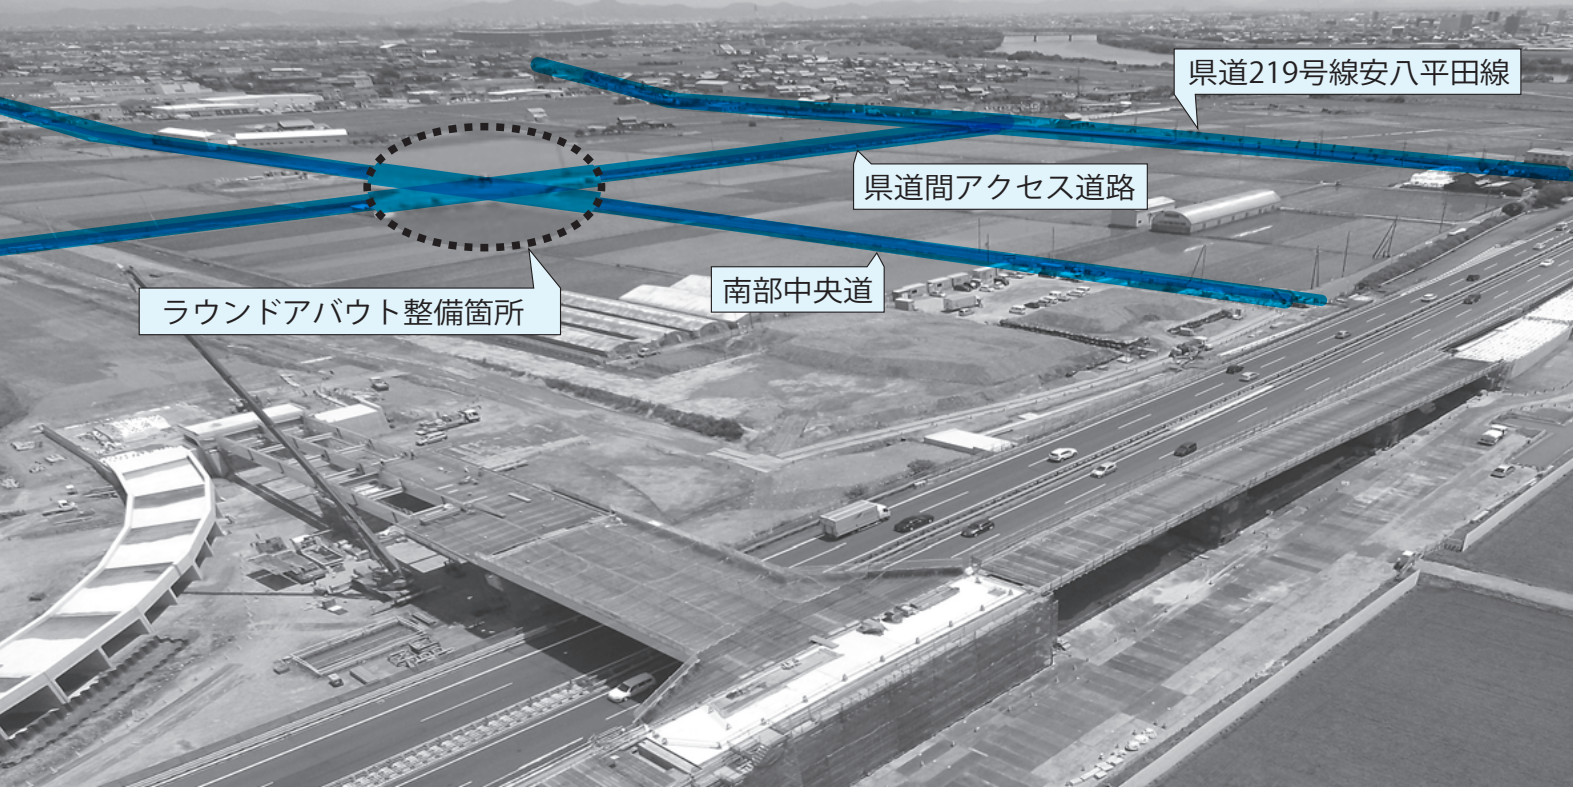 県道219号線安八平田線
県道間アクセス道路
南部中央道
ラウンドアバウト整備箇所